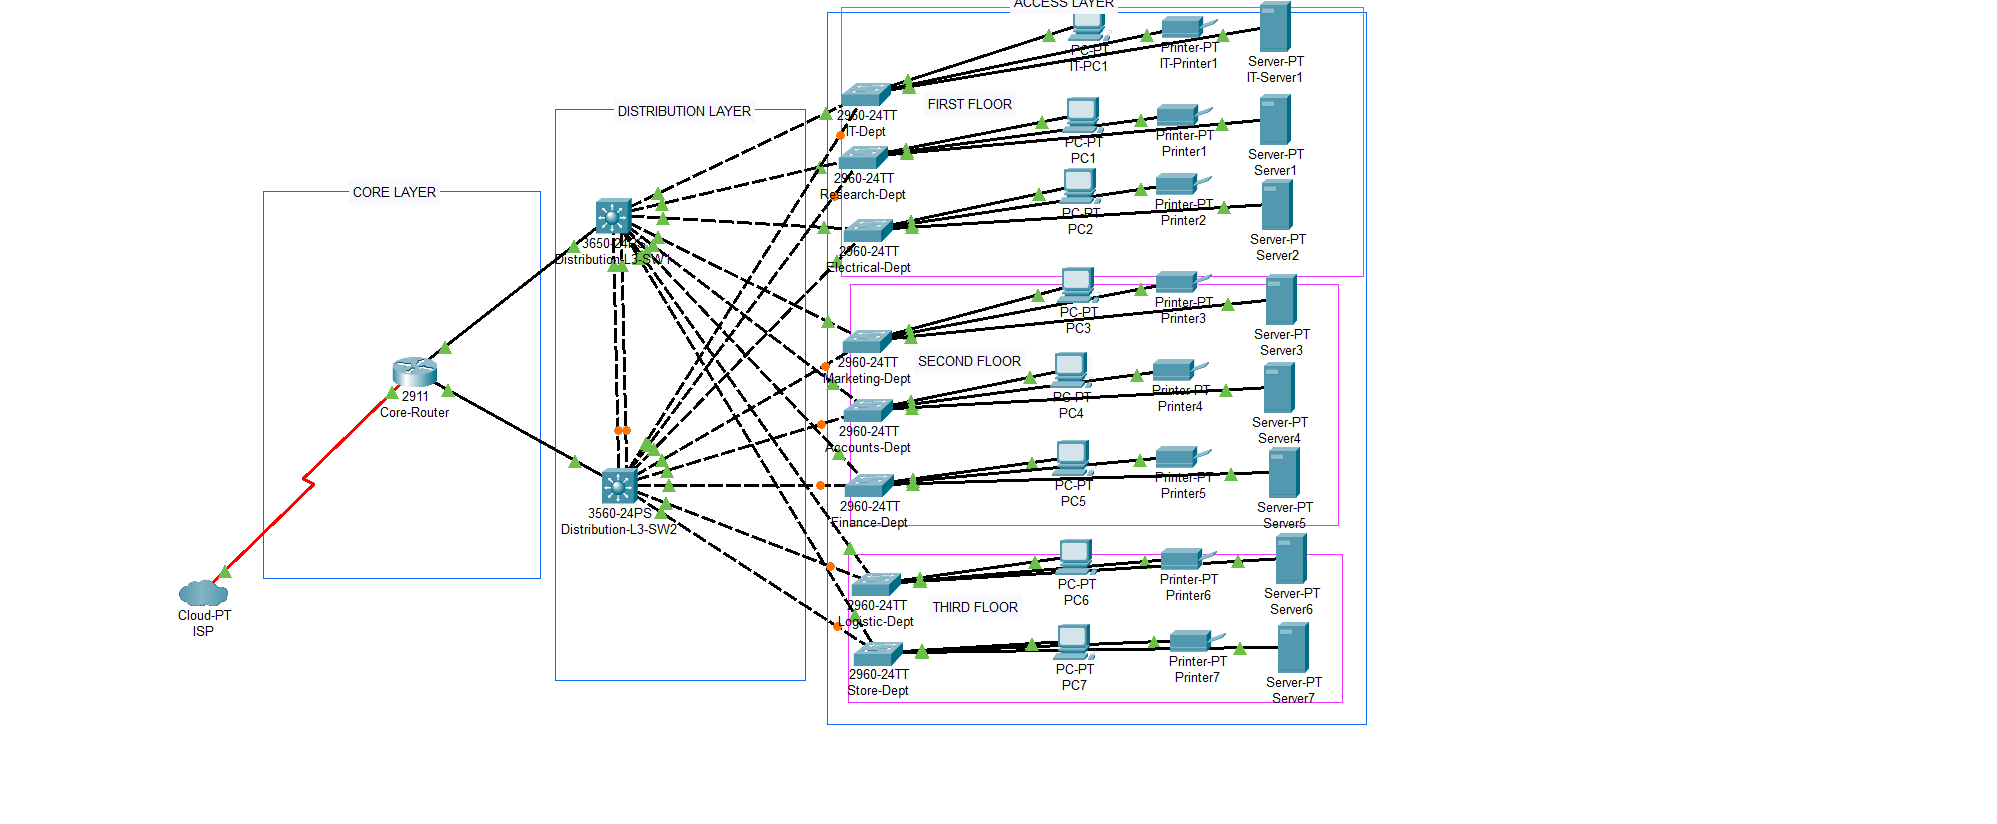 ACCESS LAYER
PC-PT
IT-PC1
Printer-PT
IT-Printer1
Server-PT
IT-Server1
FIRST FLOOR
2960-24TT
IT-Dept
PC-PT
PC1
Printer-PT
Printer1
Server-PT
Server1
2960-24TT
Research-Dept
PC-PT
PC2
Printer-PT
Printer2
Server-PT
Server2
2960-24TT
Electrical-Dept
DISTRIBUTION LAYER
CORE LAYER
3650-24PS
Distribution-L3-SW1
PC-PT
PC3
Printer-PT
Printer3
Server-PT
Server3
SECOND FLOOR
2960-24TT
Marketing-Dept
PC-PT
PC4
Printer-PT
Printer4
Server-PT
Server4
2960-24TT
Accounts-Dept
2911
Core-Router
PC-PT
PC5
Printer-PT
Printer5
Server-PT
Server5
2960-24TT
Finance-Dept
3560-24PS
Distribution-L3-SW2
PC-PT
PC6
Printer-PT
Printer6
Server-PT
Server6
THIRD FLOOR
2960-24TT
Logistic-Dept
Cloud-PT
ISP
PC-PT
PC7
Printer-PT
Printer7
Server-PT
Server7
2960-24TT
Store-Dept